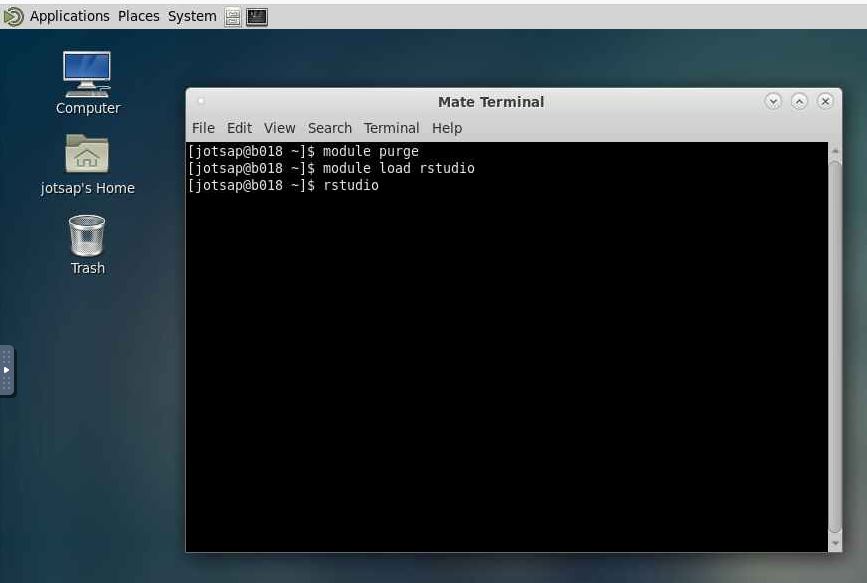 Applications Places System
Computer
jotsap's Home
Trash
Mate Terminal
File Edit View Search Terminal Help
[jotsap@b018 ~]$ module purge
[jotsap@b018 ~]$ module load rstudio
[jotsap@b018 ~]$ rstudio